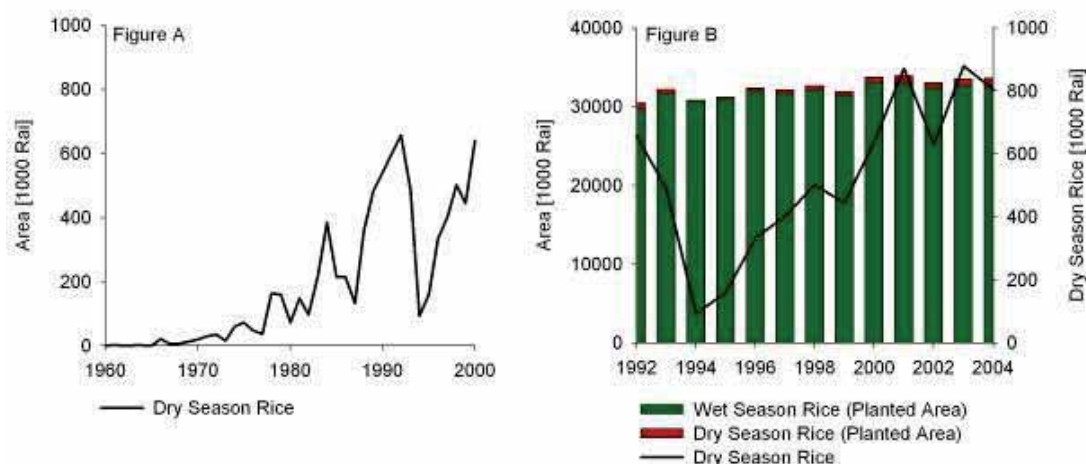 Figure A
Area [1000 Rai]
1000
800
600
400
200
0
1960 1970 1980 1990 2000
Dry Season Rice
Figure B
Area [1000 Rai]
40000
30000
20000
10000
0
1000
800
600
400
200
0
Dry Season Rice [1000 Rai]
1992 1994 1996 1998 2000 2002 2004
Wet Season Rice (Planted Area)
Dry Season Rice (Planted Area)
Dry Season Rice